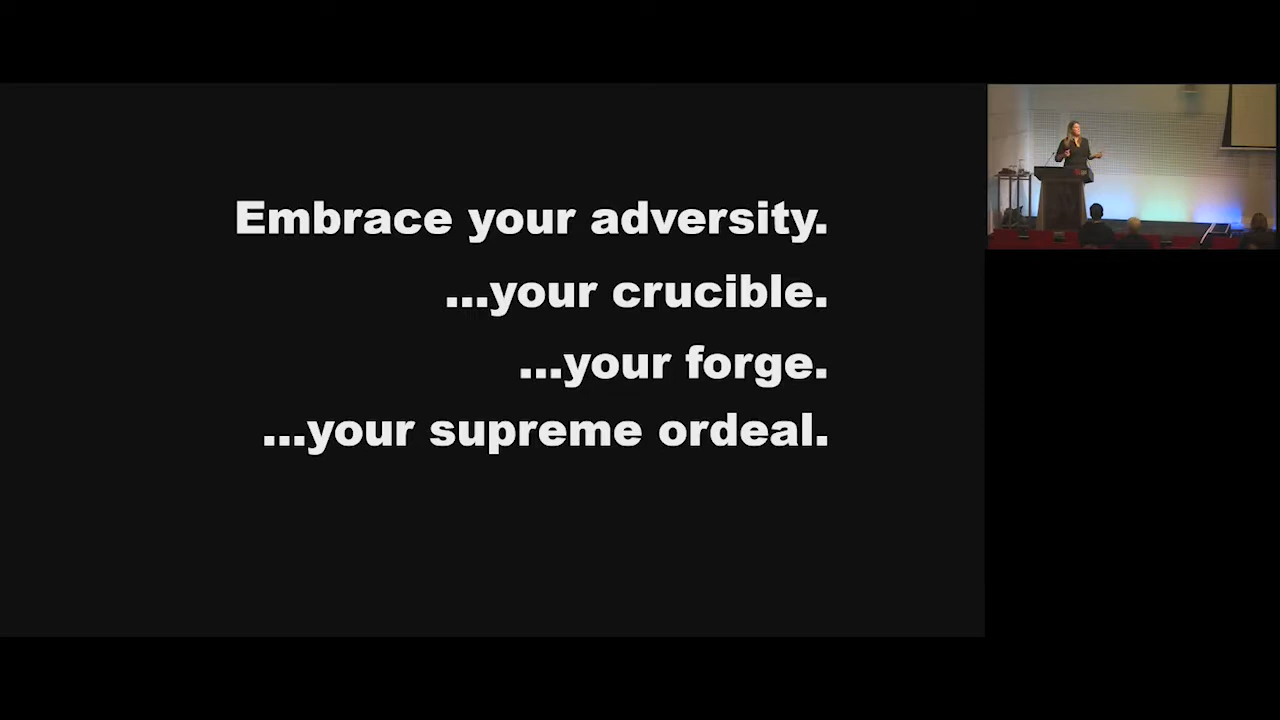 Embrace your adversity.
...your crucible.
...your forge.
...your supreme ordeal.